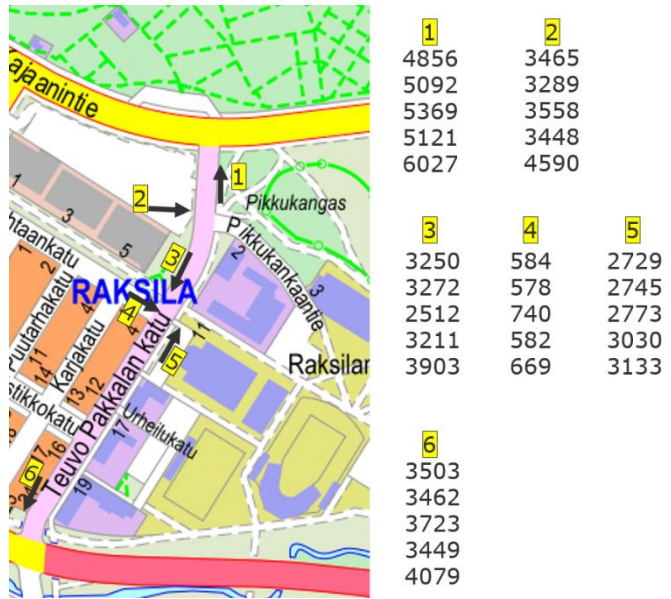 ajaanintie
1
2
Pikkukangas
1
3
5
htaankatu
Pikkukankaantie
3
2
3
RAKSILA
1
2
4
4
4
11
5
Puutarhakatu
Karjakatu
11
14
13
12
Raksilan
Teuvo Pakkalan katu
Urheilukatu
17
stikkokatu
17
16
6
19
1 2
4856 3465
5092 3289
5369 3558
5121 3448
6027 4590
3 4 5
3250 584 2729
3272 578 2745
2512 740 2773
3211 582 3030
3903 669 3133
6
3503
3462
3723
3449
4079